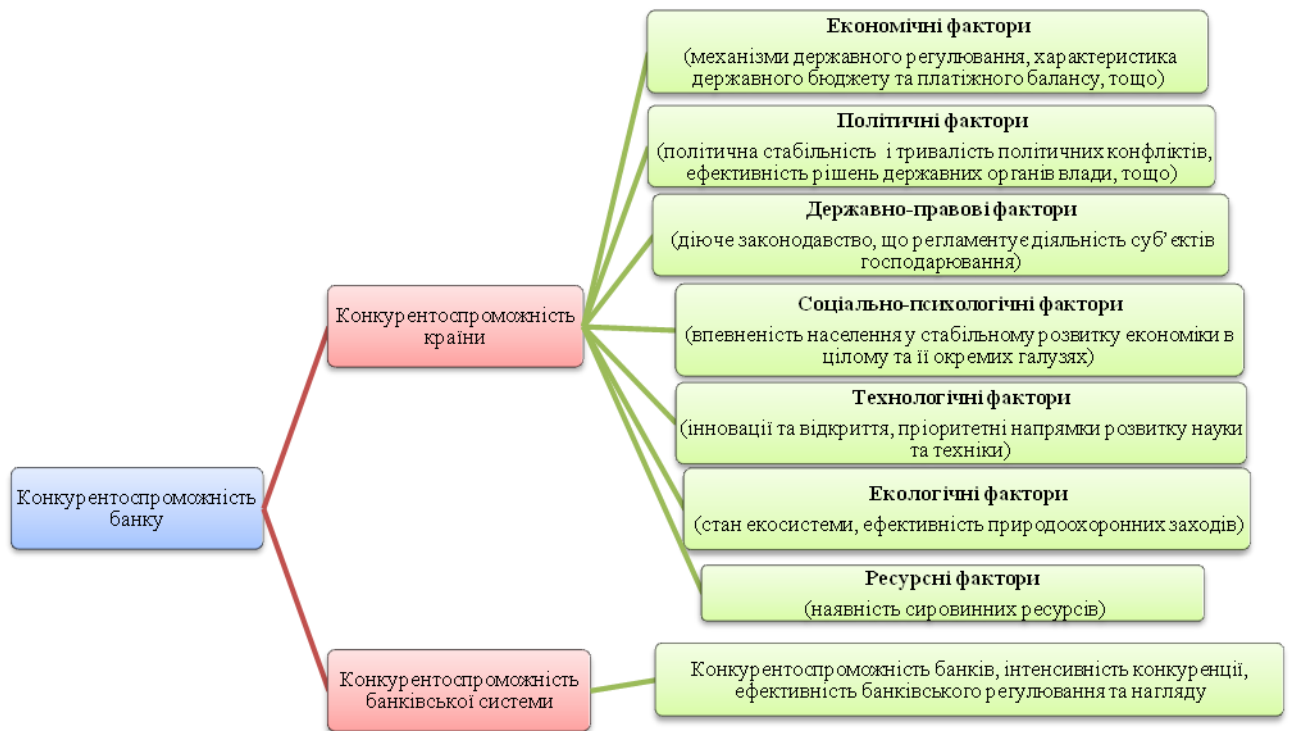 Економічні фактори
(механізми державного регулювання, характеристика
державного бюджету та платіжного балансу, тощо)
Політичні фактори
(політична стабільність і тривалість політичних конфліктів,
ефективність рішень державних органів влади, тощо)
Державно-правові фактори
(діюче законодавство, що регламентує діяльність суб’єктів
господарювання)
Конкурентоспроможність
країни
Соціально-психологічні фактори
(впевненість населення у стабільному розвитку економіки в
цілому та її окремих галузях)
Технологічні фактори
(інновації та відкриття, пріоритетні напрямки розвитку науки
та техніки)
Конкурентоспроможність
банку
Екологічні фактори
(стан екосистеми, ефективність природоохоронних заходів)
Ресурсні фактори
(наявність сировинних ресурсів)
Конкурентоспроможність
банківської системи
Конкурентоспроможність банків, інтенсивність конкуренції,
ефективність банківського регулювання та нагляду